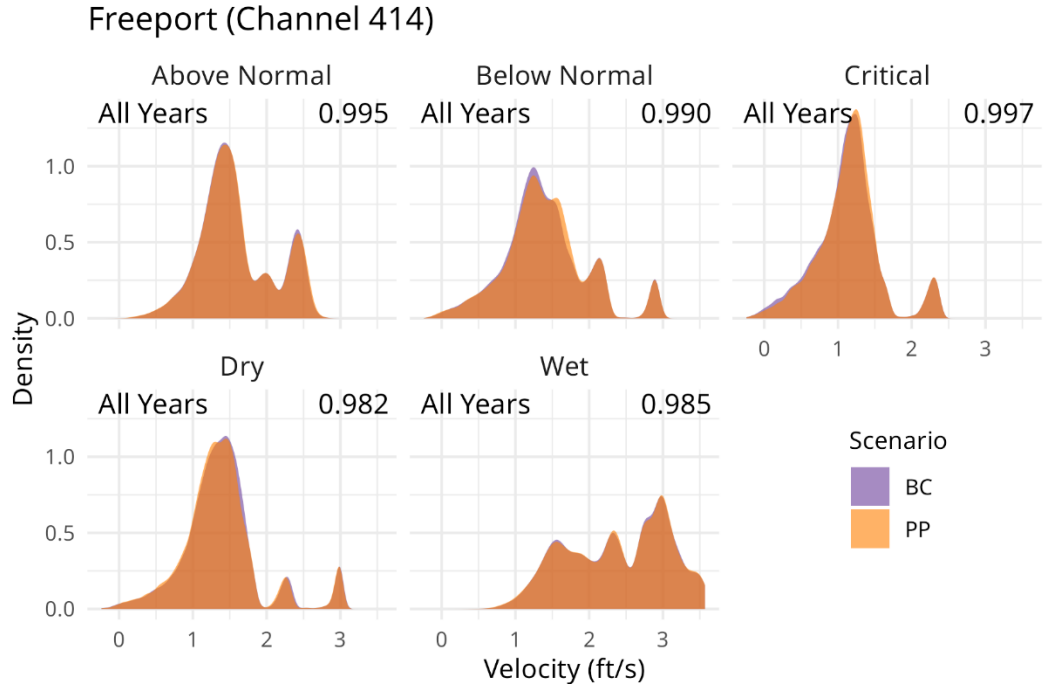 Freeport (Channel 414)
Above Normal
Below Normal
Critical
All Years 0.995
All Years 0.990
All Years 0.997
1.0
0.5
0.0
0 1 2 3
Density
Dry
Wet
All Years 0.982
All Years 0.985
1.0
0.5
0.0
0 1 2 3
1 2 3
0 1 2 3
Velocity (ft/s)
Scenario
BC
PP